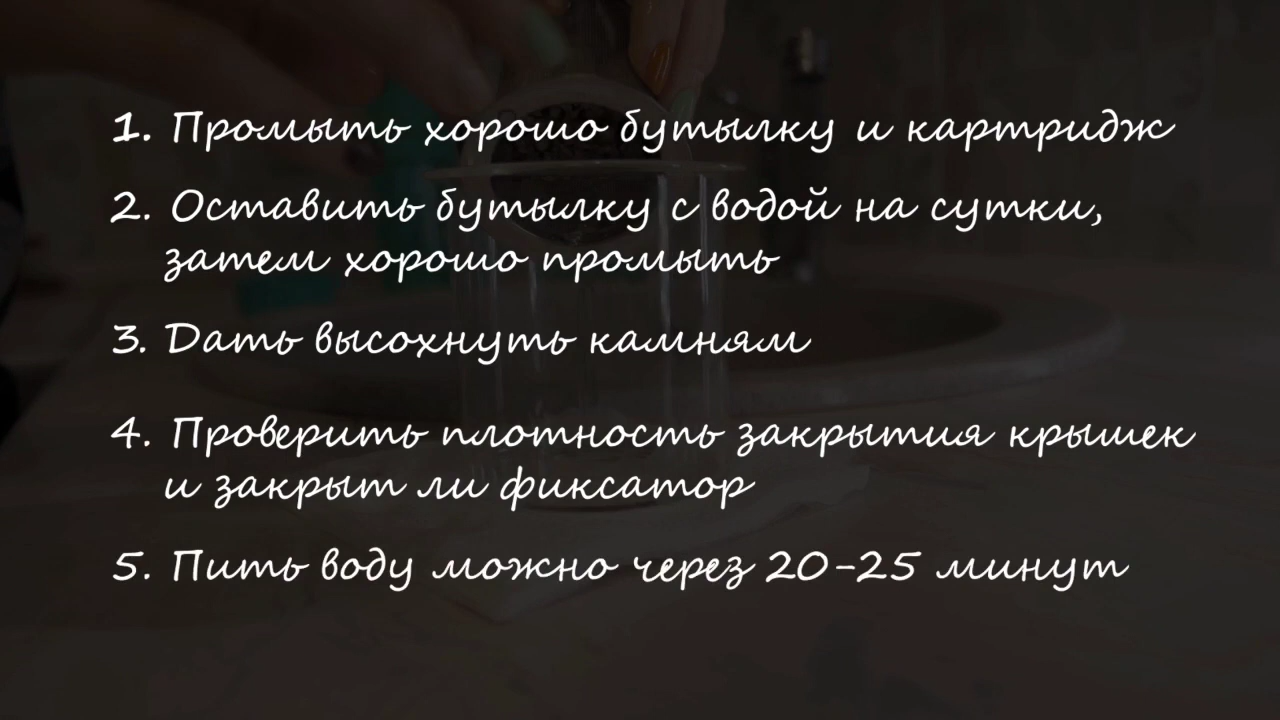 1. Промыть хорошо бутылку и картридж
2. Оставить бутылку с водой на сутки,
затем хорошо промыть
3. Дать высохнуть камням
4. Проверить плотность закрытия крышек
и закрыт ли фиксатор
5. Пить воду можно через 20-25 минут